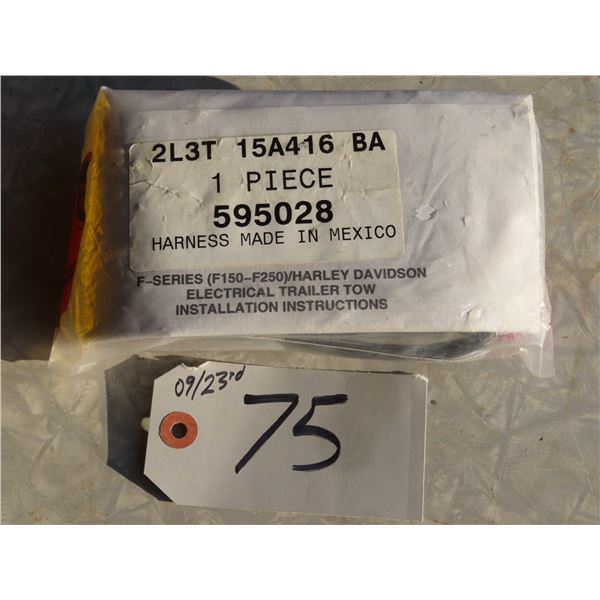 2L3T 15A416 BA
1 PIECE
595028
HARNESS MADE IN MEXICO
F-SERIES (F150-F250)/HARLEY DAVIDSON
ELECTRICAL TRAILER TOW
INSTALLATION INSTRUCTIONS
09/23rd
75